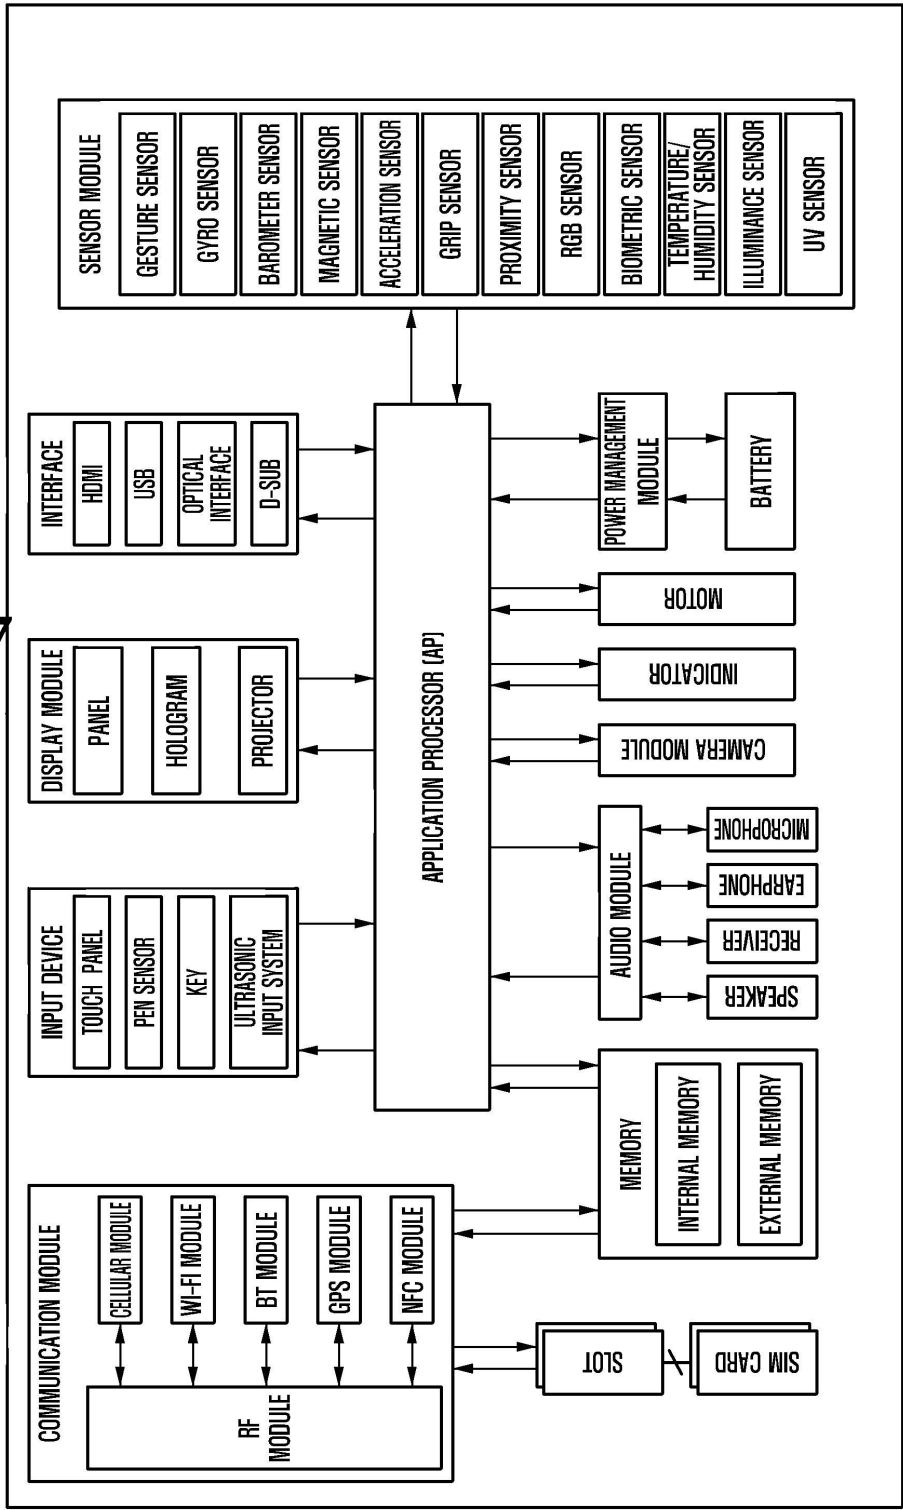 COMMUNICATION MODULE
CELLULAR MODULE
WI-FI MODULE
BT MODULE
GPS MODULE
NFC MODULE
RF
MODULE
INPUT DEVICE
TOUCH PANEL
PEN SENSOR
KEY
ULTRASONIC
INPUT SYSTEM
DISPLAY MODULE
PANEL
HOLOGRAM
PROJECTOR
INTERFACE
HDMI
USB
OPTICAL
INTERFACE
D-SUB
SENSOR MODULE
GESTURE SENSOR
GYRO SENSOR
BAROMETER SENSOR
MAGNETIC SENSOR
ACCELERATION SENSOR
GRIP SENSOR
PROXIMITY SENSOR
RGB SENSOR
BIOMETRIC SENSOR
TEMPERATURE/
HUMIDITY SENSOR
ILLUMINANCE SENSOR
UV SENSOR
APPLICATION PROCESSOR (AP)
SLOT
SIM CARD
MEMORY
INTERNAL MEMORY
EXTERNAL MEMORY
AUDIO MODULE
SPEAKER
RECEIVER
EARPHONE
MICROPHONE
CAMERA MODULE
INDICATOR
MOTOR
POWER MANAGEMENT
MODULE
BATTERY